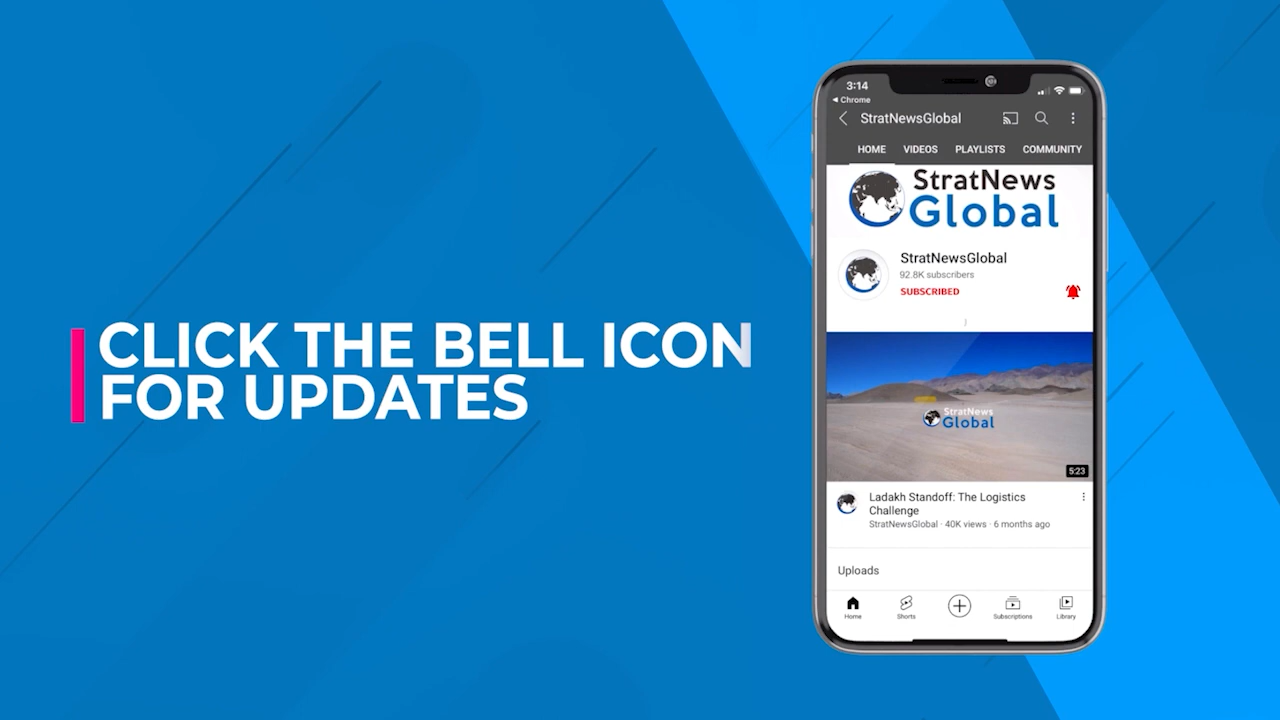 CLICK THE BELL ICON
FOR UPDATES
3:14
Chrome
StratNewsGlobal
HOME VIDEOS PLAYLISTS COMMUNITY
StratNews
Global
StratNewsGlobal
92.8K subscribers
SUBSCRIBED
StratNews
Global
5:23
Ladakh Standoff: The Logistics
Challenge
StratNewsGlobal · 40K views · 6 months ago
Uploads
Home Shorts Subscriptions Library